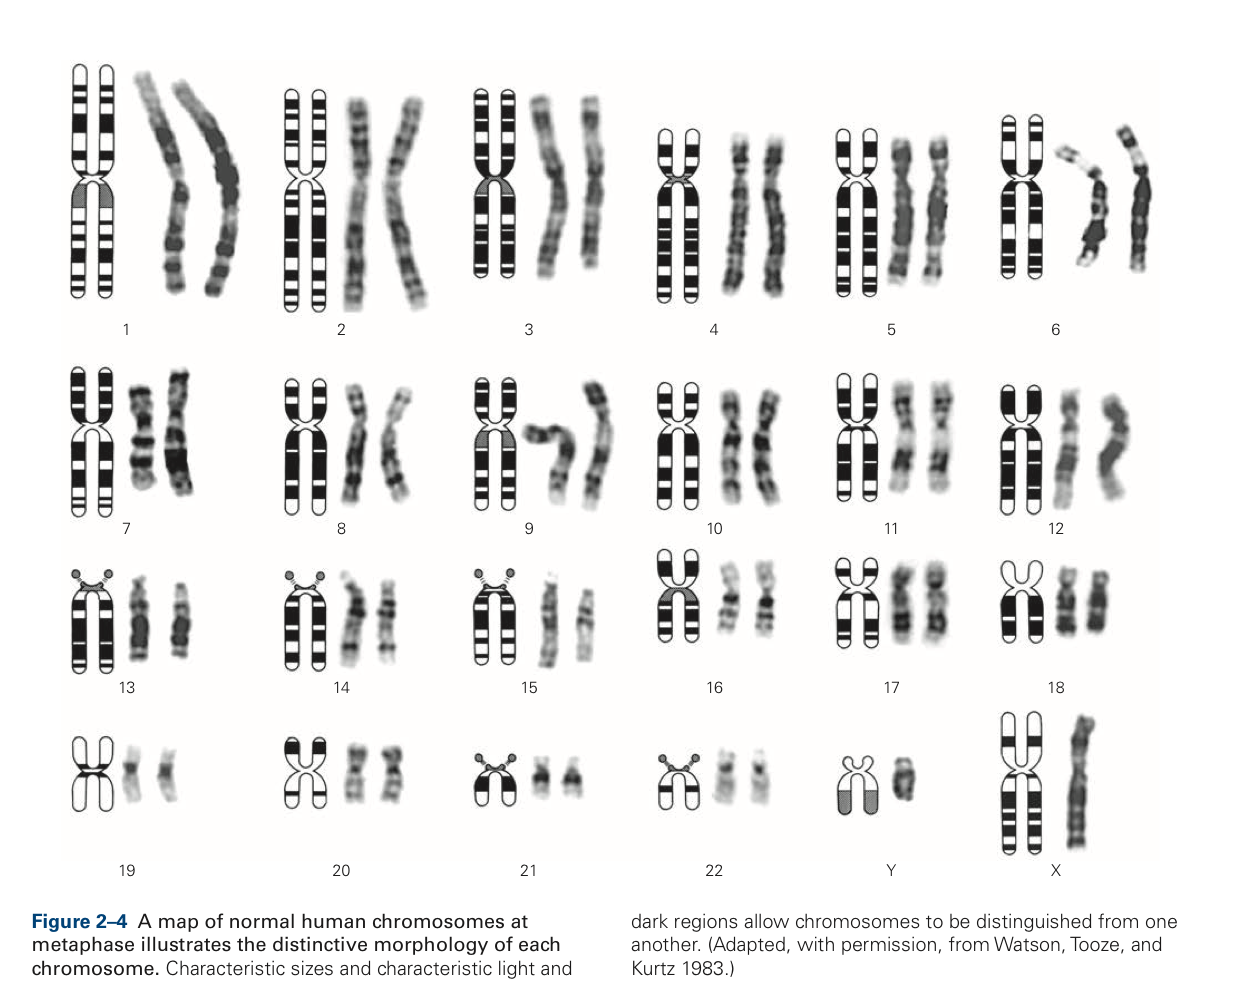 1 2 3 4 5 6
7 8 9 10 11 12
13 14 15 16 17 18
19 20 21 22 Y X
Figure 2–4 A map of normal human chromosomes at
metaphase illustrates the distinctive morphology of each
chromosome. Characteristic sizes and characteristic light and
dark regions allow chromosomes to be distinguished from one
another. (Adapted, with permission, from Watson, Tooze, and
Kurtz 1983.)